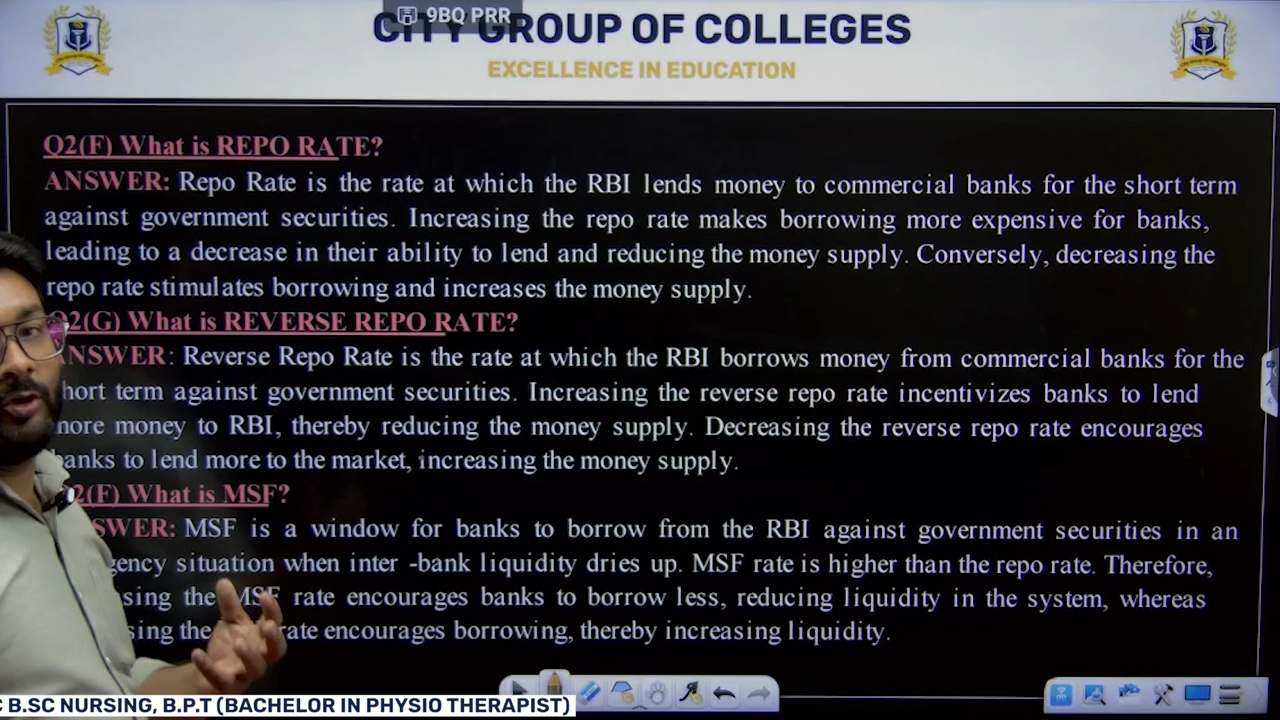 9BQ PRR
CITY GROUP OF COLLEGES
EXCELLENCE IN EDUCATION
Q2(F) What is REPO RATE?
ANSWER: Repo Rate is the rate at which the RBI lends money to commercial banks for the short term
against government securities. Increasing the repo rate makes borrowing more expensive for banks,
leading to a decrease in their ability to lend and reducing the money supply. Conversely, decreasing the
repo rate stimulates borrowing and increases the money supply.
Q2(G) What is REVERSE REPO RATE?
ANSWER: Reverse Repo Rate is the rate at which the RBI borrows money from commercial banks for the
short term against government securities. Increasing the reverse repo rate incentivizes banks to lend
more money to RBI, thereby reducing the money supply. Decreasing the reverse repo rate encourages
banks to lend more to the market, increasing the money supply.
Q2(F) What is MSF?
ANSWER: MSF is a window for banks to borrow from the RBI against government securities in an
situation when inter -bank liquidity dries up. MSF rate is higher than the repo rate. Therefore,
the MSF rate encourages banks to borrow less, reducing liquidity in the system, whereas
the rate encourages borrowing, thereby increasing liquidity.
C B.SC NURSING, B.P.T (BACHELOR IN PHYSIO THERAPIST)